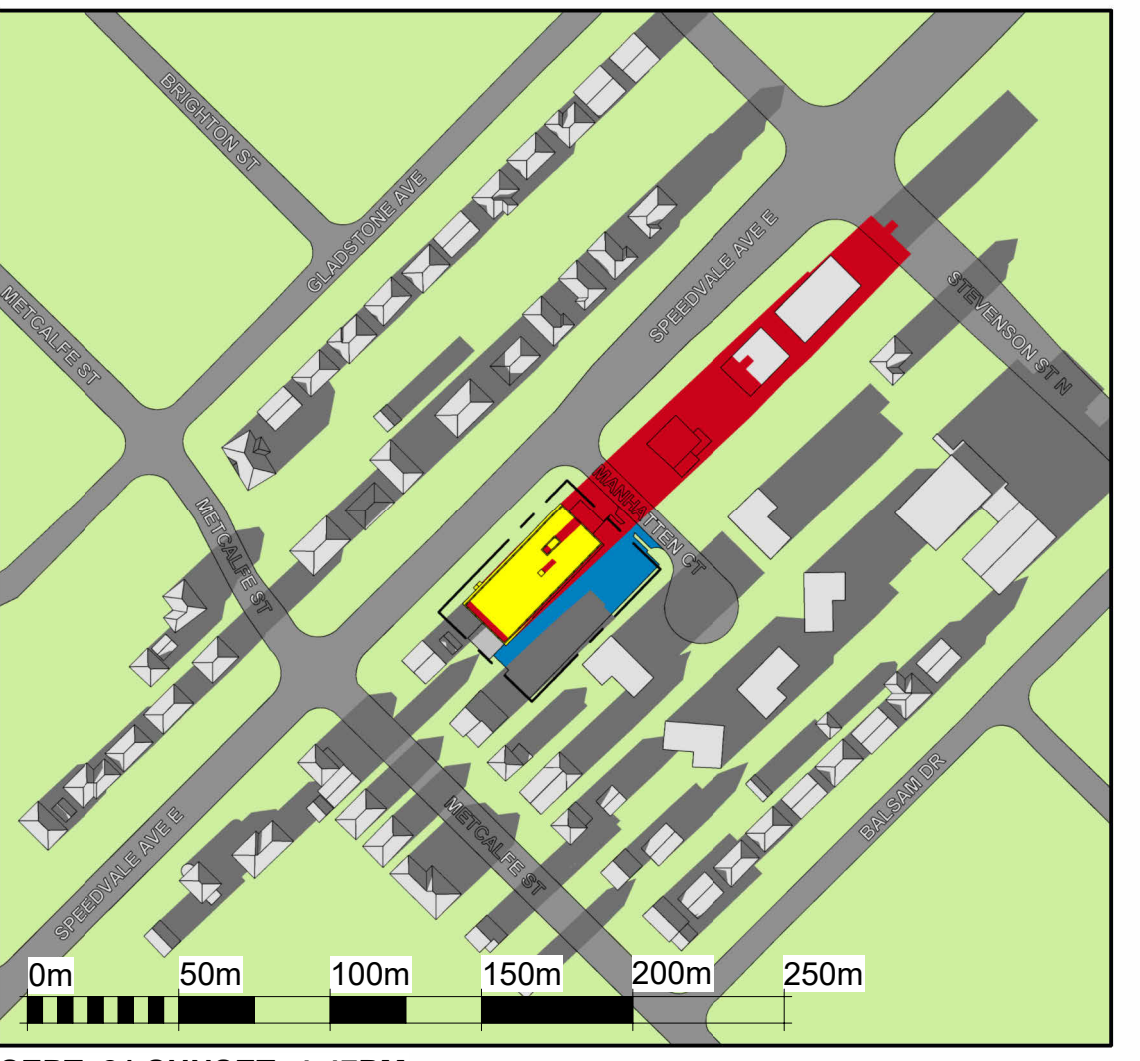 BRIGHTON ST
GLADSTONE AVE
METCALFE ST
SPEEDVALE AVE E
STEVENSON ST N
MANHATTEN CT
METCALFE ST
METCALFE ST
BALSAM DR
SPEEDVALE AVE E
0m 50m 100m 150m 200m 250m